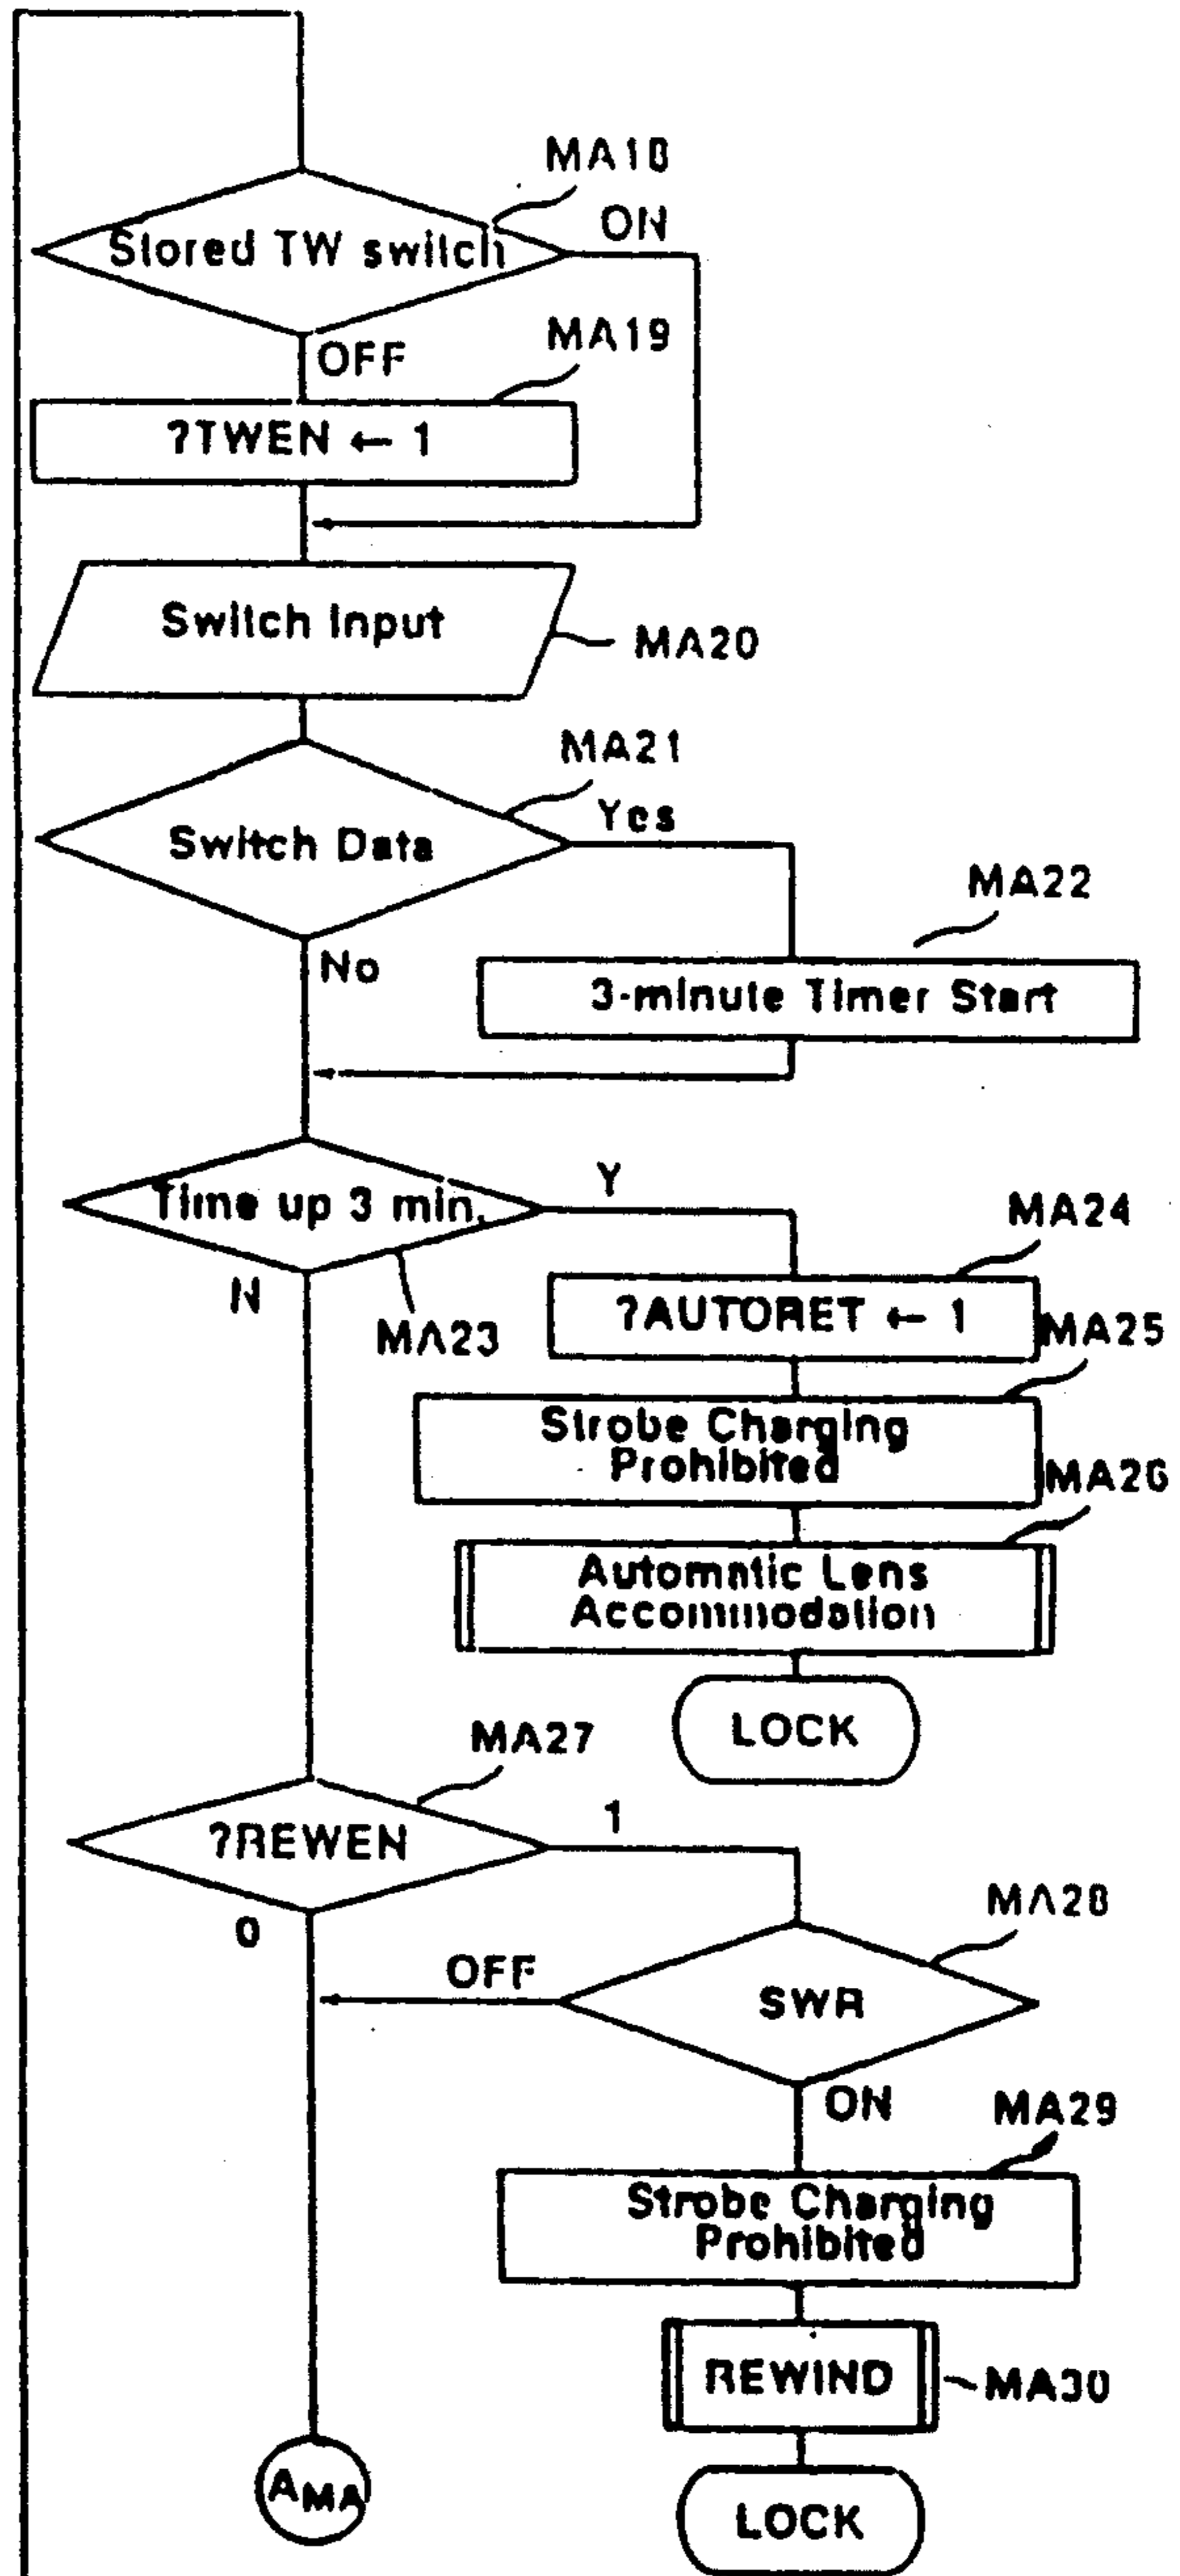 MA18
Stored TW switch
ON
OFF
MA19
?TWEN ← 1
Switch Input
MA20
MA21
Switch Data
Yes
No
MA22
3-minute Timer Start
Time up 3 min.
Y
N
MA23
MA24
?AUTORET ← 1
MA25
Strobe Charging
Prohibited
MA26
Automatic Lens
Accommodation
LOCK
MA27
?REWEN
1
0
MA28
OFF
SWR
ON
MA29
Strobe Charging
Prohibited
REWIND
MA30
AMA
LOCK